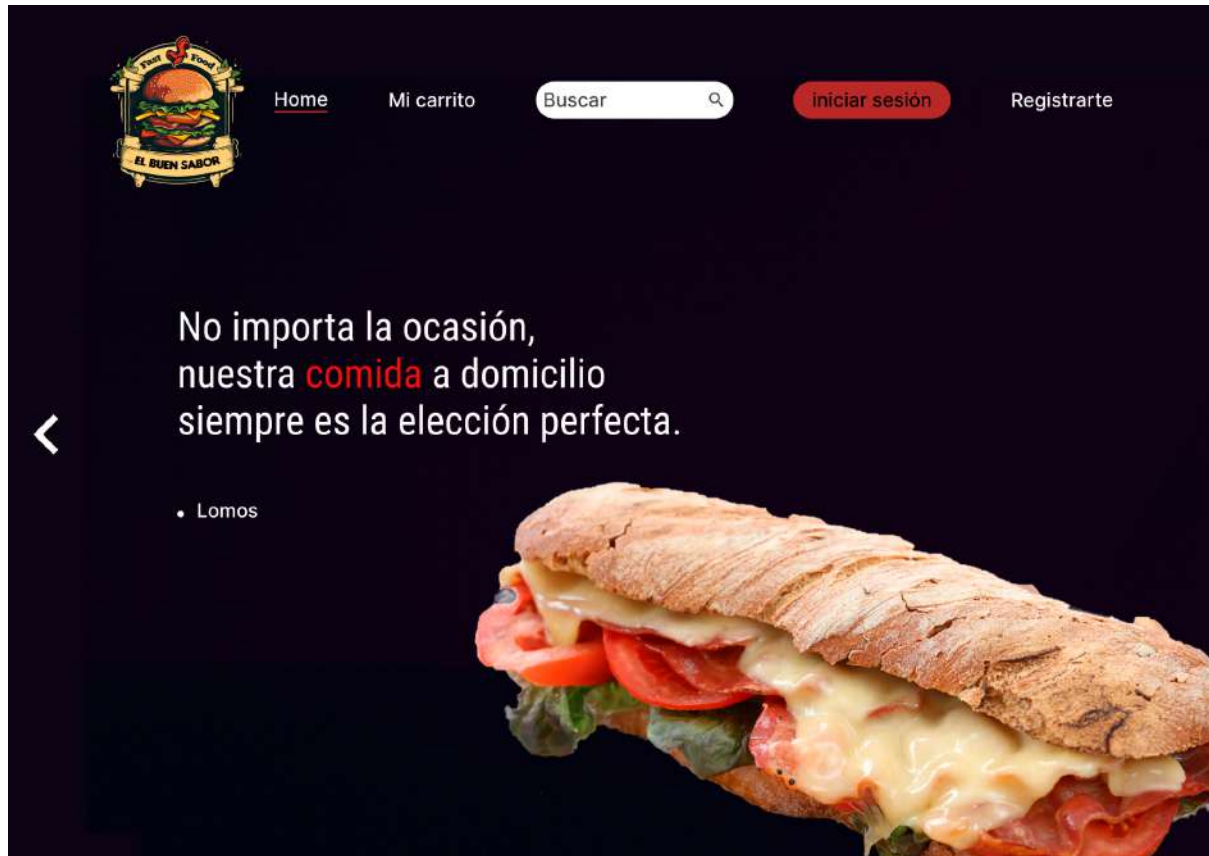 Fast Food
EL BUEN SABOR
Home
Mi carrito
Buscar
iniciar sesión
Registrarte
No importa la ocasión,
nuestra comida a domicilio
siempre es la elección perfecta.
• Lomos